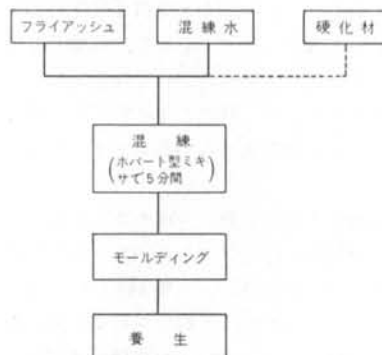 フライアッシュ
混練水
硬化材
混練
(ホバート型ミキ
サで5分間)
モールディング
養生